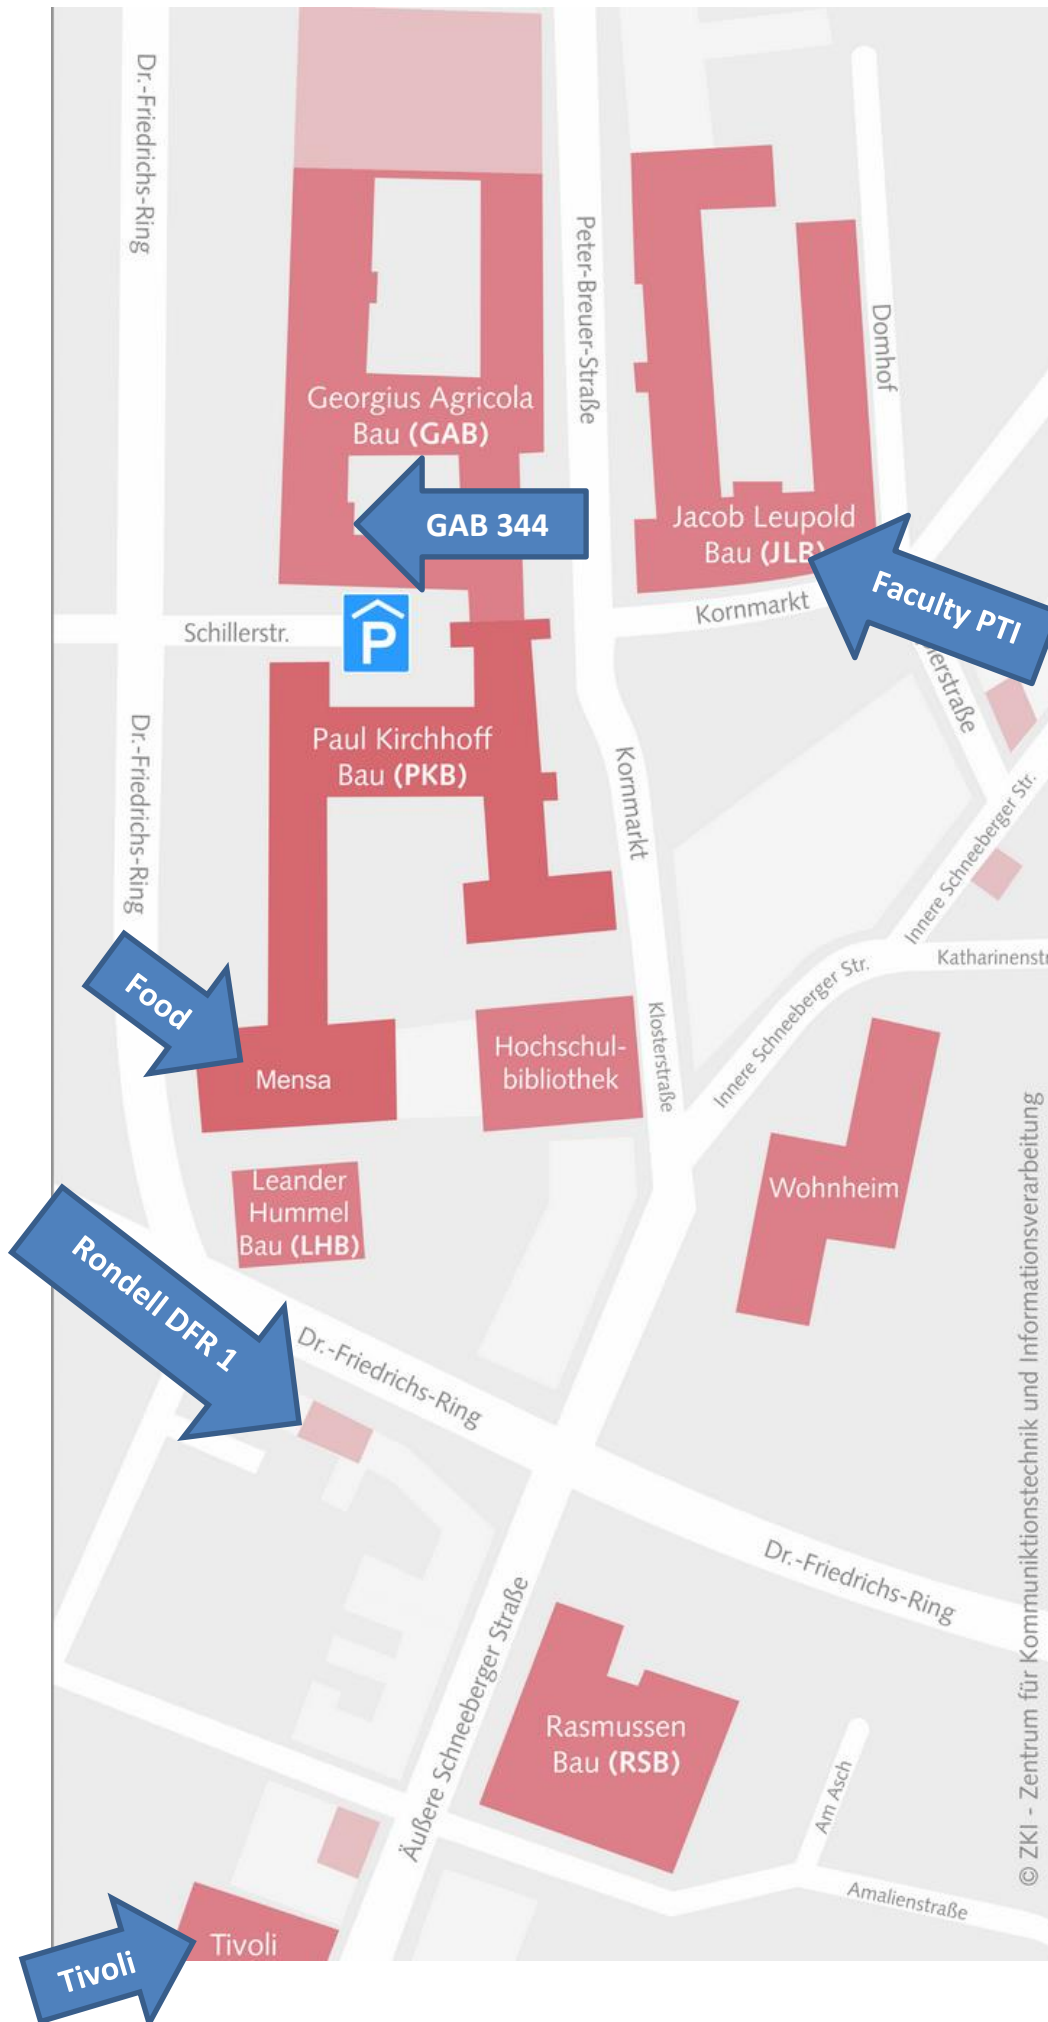 Dr.-Friedrichs-Ring
Peter-Breuer-Straße
Domhof
Georgius Agricola
Bau (GAB)
GAB 344
Jacob Leupold
Bau (JLB)
Faculty PTI
Kornmarkt
Schillerstr.
P
Paul Kirchhoff
Bau (PKB)
Dr.-Friedrichs-Ring
Kornmarkt
Innere Schneeberger Str.
Katharinenstr
Innere Schneeberger Str.
Food
Mensa
Hochschul-
bibliothek
Klosterstraße
Wohnheim
Leander
Hummel
Bau (LHB)
Rondell DFR 1
Dr.-Friedrichs-Ring
Dr.-Friedrichs-Ring
Äußere Schneeberger Straße
Rasmussen
Bau (RSB)
Am Asch
Amalienstraße
Tivoli
Tivoli
© ZKI - Zentrum für Kommuniktionstechnik und Informationsverarbeitung